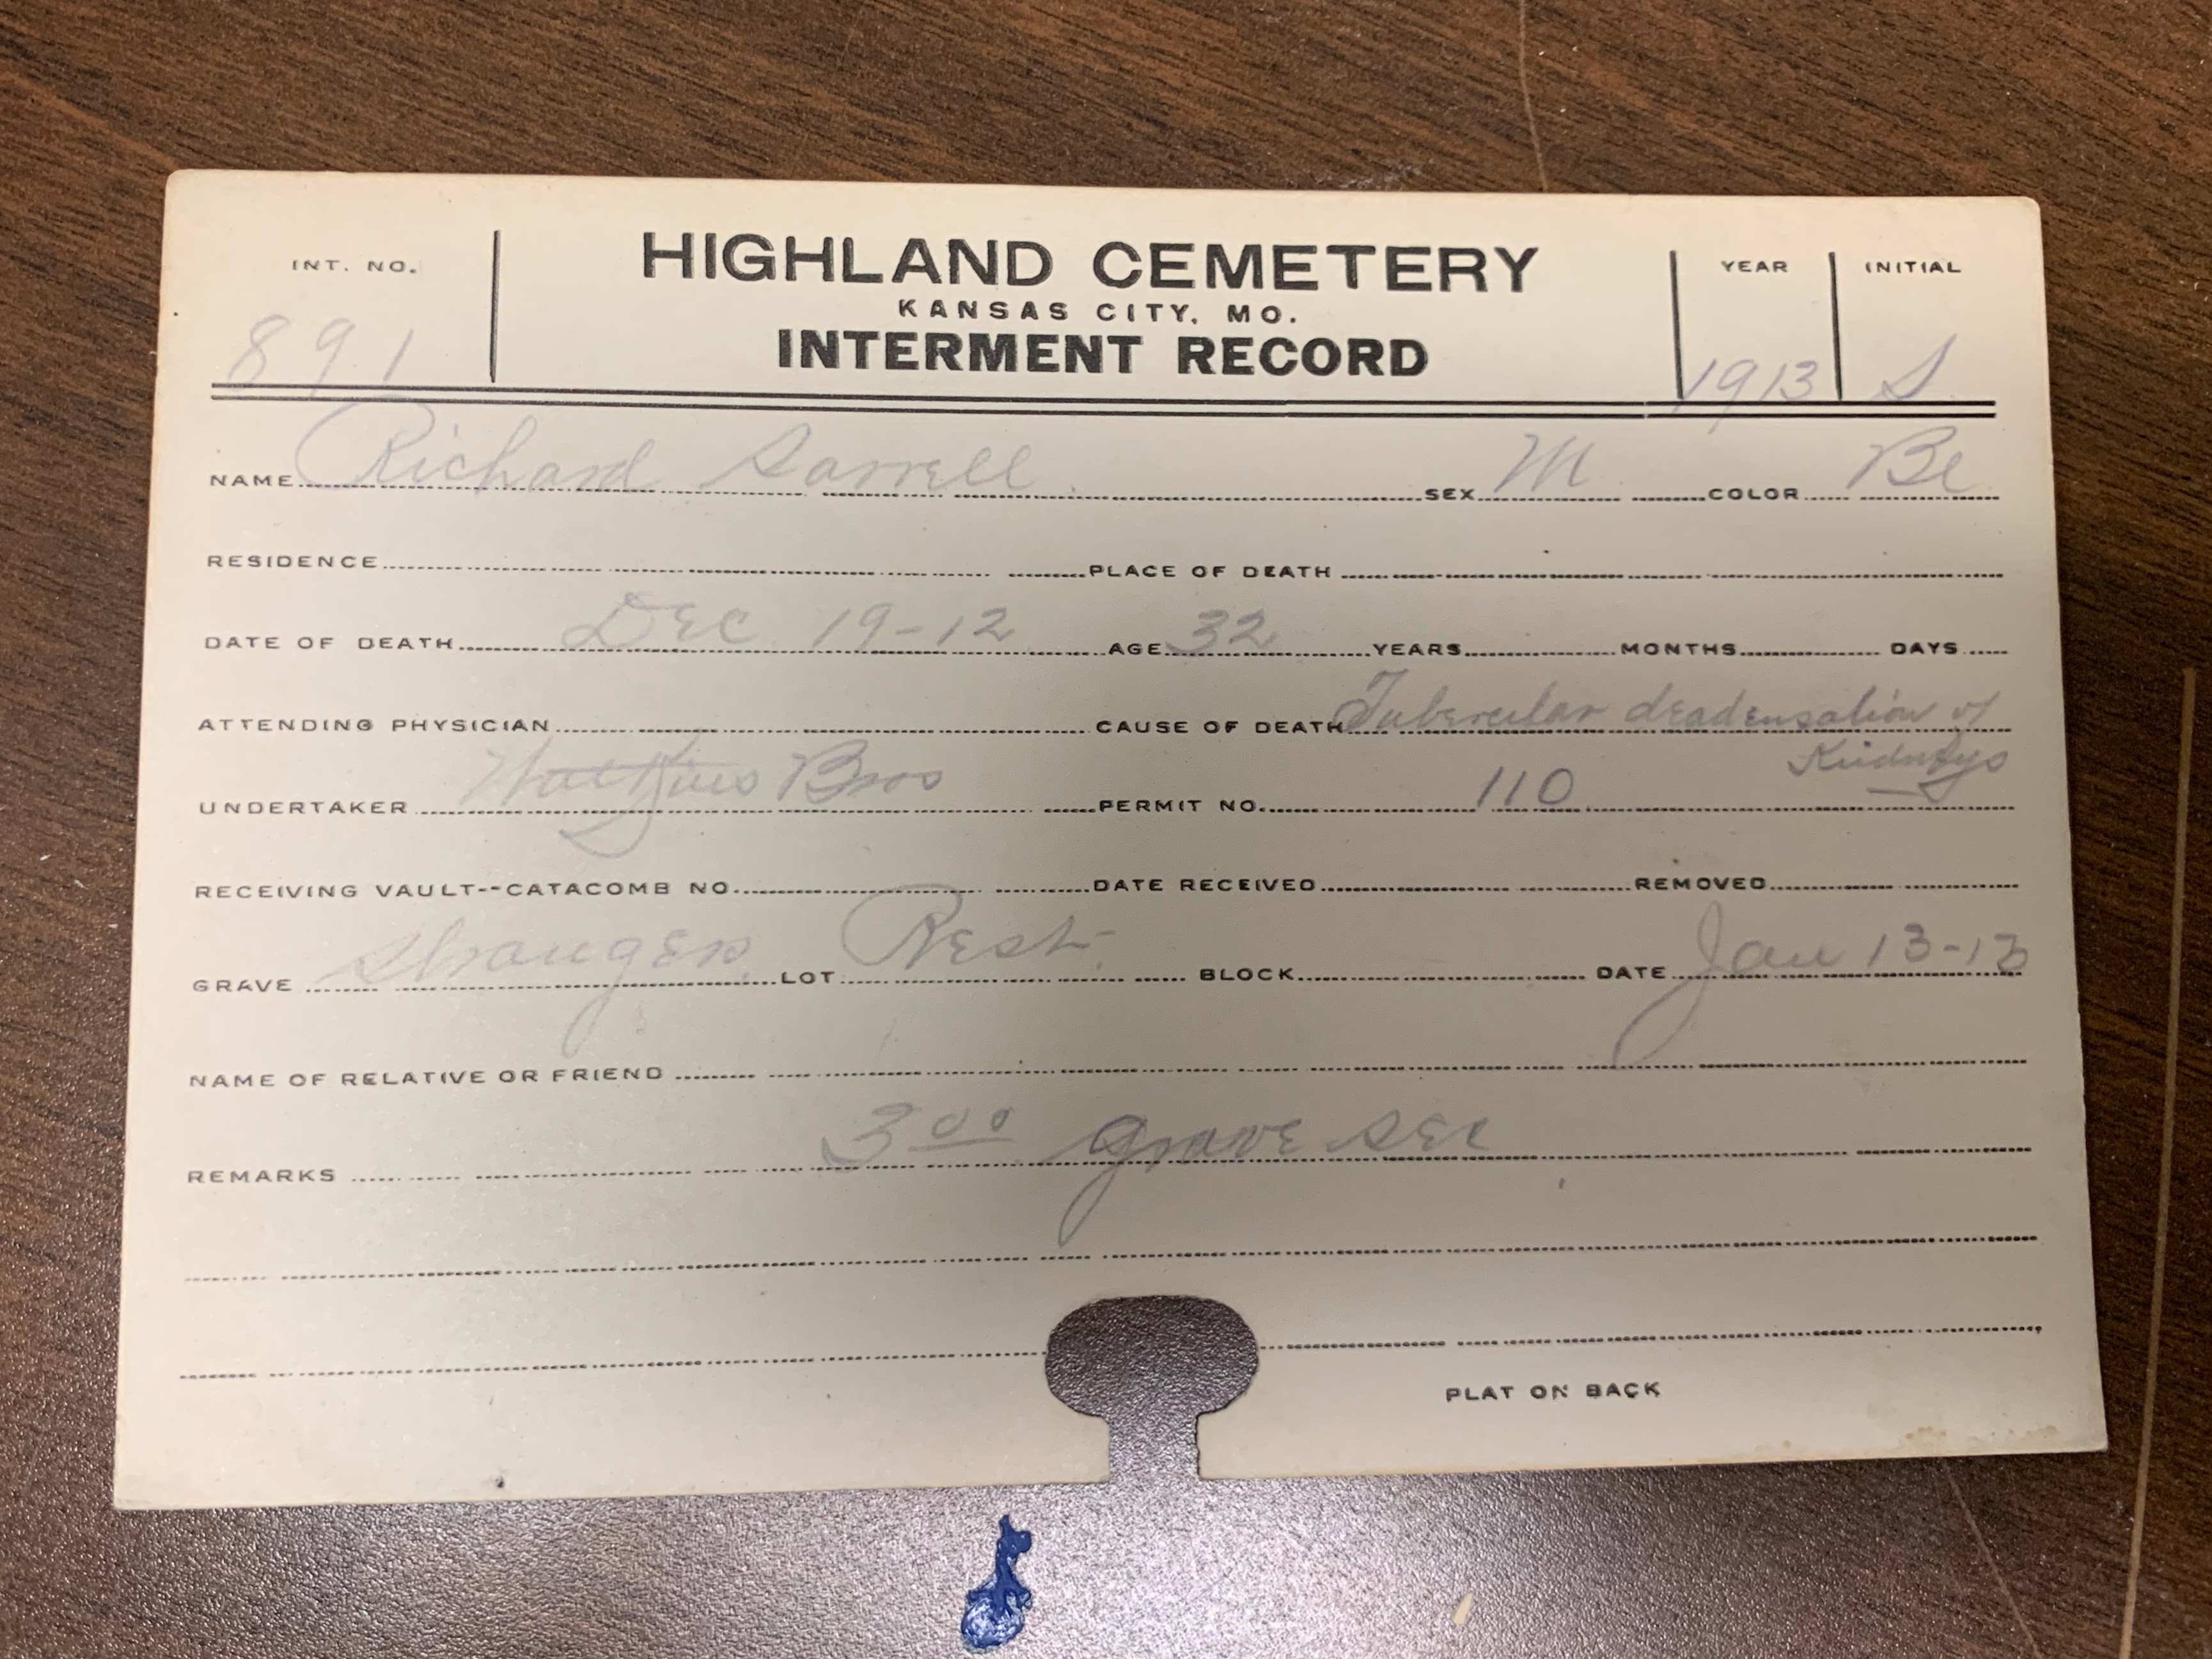 INT. NO. HIGHLAND CEMETERY YEAR INITIAL
KANSAS CITY, MO.
891 INTERMENT RECORD 1913 S
NAME Richard Sarrell SEX M COLOR Bl
RESIDENCE PLACE OF DEATH
DATE OF DEATH Dec 19-12 AGE 32 YEARS MONTHS DAYS
ATTENDING PHYSICIAN CAUSE OF DEATH Tubercular of
Kidneys
UNDERTAKER Watkins Bros PERMIT NO. 110
RECEIVING VAULT--CATACOMB NO. DATE RECEIVED REMOVED
GRAVE Strangers LOT Rest BLOCK DATE Jan 13-13
NAME OF RELATIVE OR FRIEND
REMARKS 3 00 grave sec
PLAT ON BACK